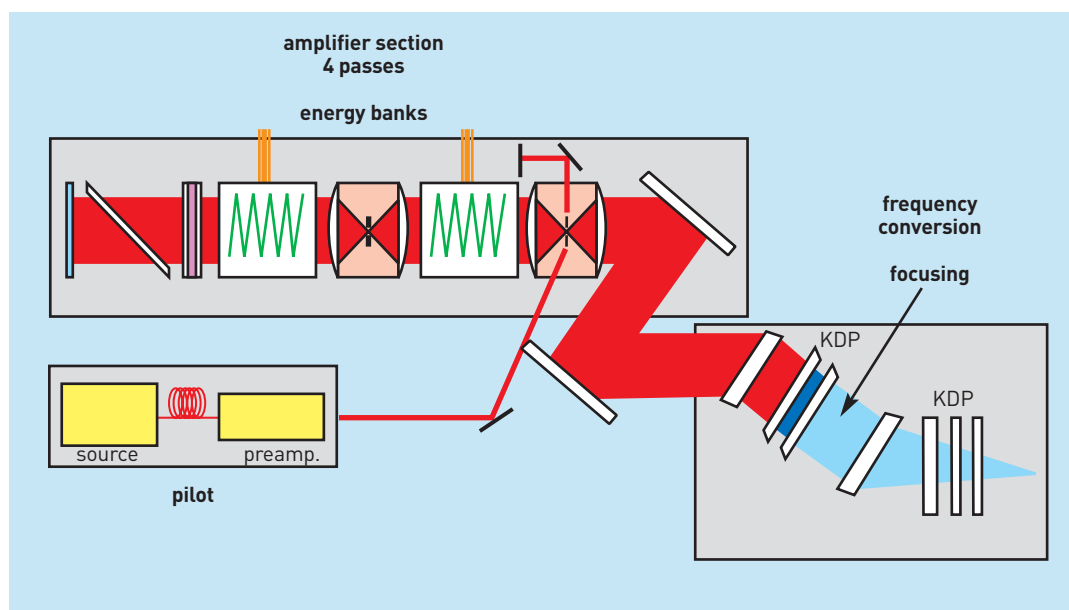 amplifier section
4 passes
energy banks
frequency
conversion
focusing
KDP
KDP
source
preamp.
pilot